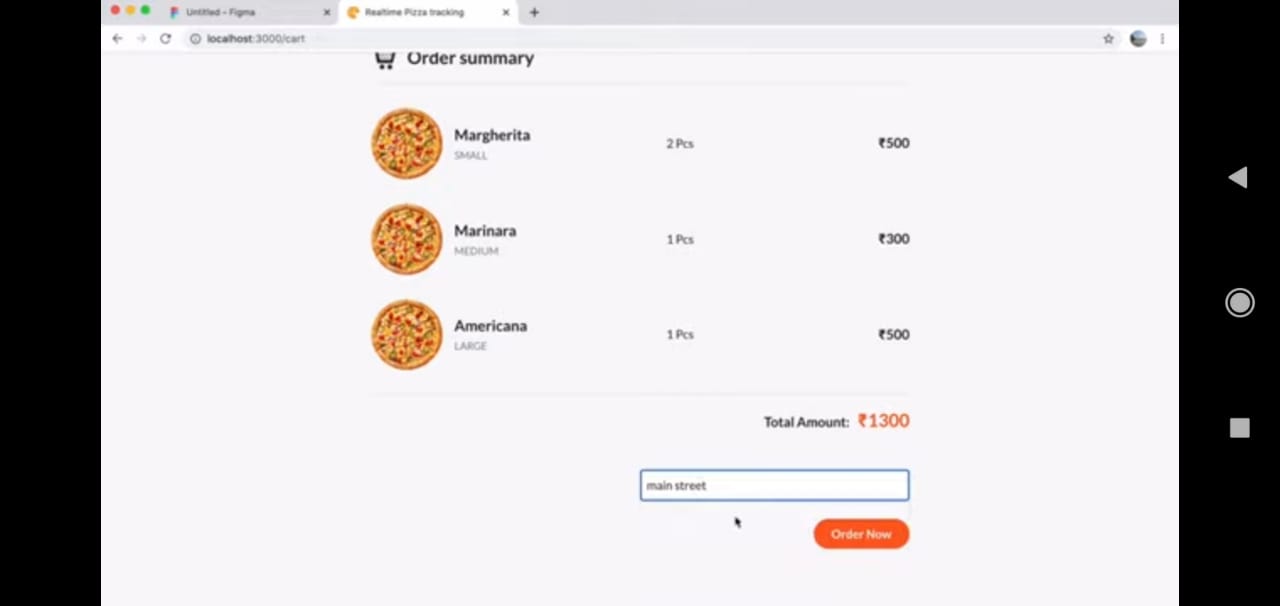 Untitled – Figma
Realtime Pizza tracking
localhost:3000/cart
Order summary
Margherita
SMALL
2 Pcs
₹500
Marinara
MEDIUM
1 Pcs
₹300
Americana
LARGE
1 Pcs
₹500
Total Amount: ₹1300
main street
Order Now